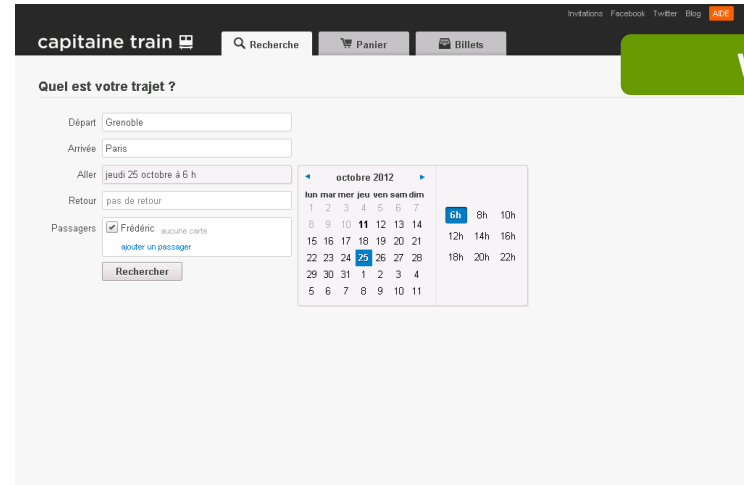 Invitations Facebook Twitter Blog AIDE
capitaine train Recherche Panier Billets
Quel est votre trajet ?
Départ Grenoble
Arrivée Paris
Aller jeudi 25 octobre à 6 h
Retour pas de retour
Passagers Frédéric aucune carte
ajouter un passager
Rechercher
octobre 2012
lun mar mer jeu ven sam dim
1 2 3 4 5 6 7
8 9 10 11 12 13 14
15 16 17 18 19 20 21
22 23 24 25 26 27 28
29 30 31 1 2 3 4
5 6 7 8 9 10 11
6h 8h 10h
12h 14h 16h
18h 20h 22h